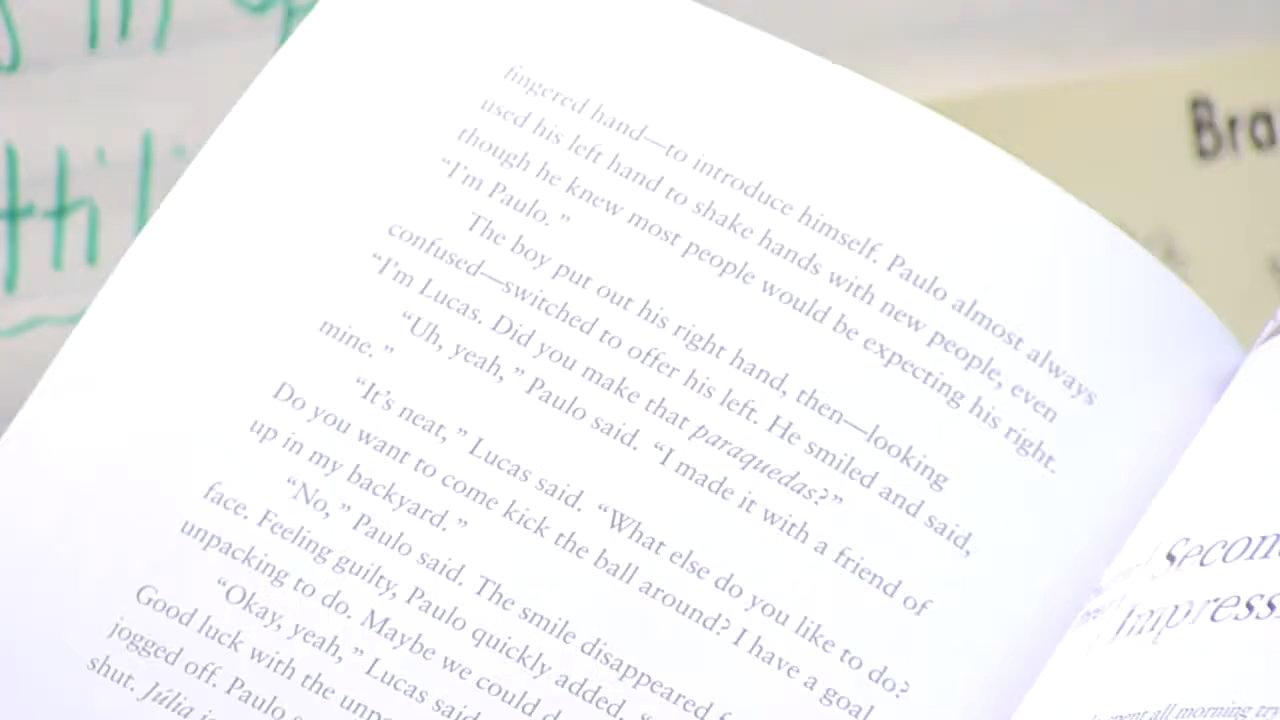 fingered hand—to introduce himself. Paulo almost always
used his left hand to shake hands with new people, even
though he knew most people would be expecting his right.
“I’m Paulo.”
The boy put out his right hand, then—looking
confused—switched to offer his left. He smiled and said,
“I’m Lucas. Did you make that paraquedas?”
“Uh, yeah,” Paulo said. “I made it with a friend of
mine.”
“It’s neat,” Lucas said. “What else do you like to do?
Do you want to come kick the ball around? I have a goal
up in my backyard.”
“No,” Paulo said. The smile disappeared
face. Feeling guilty, Paulo quickly added,
unpacking to do. Maybe we could
“Okay, yeah,” Lucas said
Good luck with the
jogged off. Paulo
shut. Júlia
Bra
Secon
Impress
all morning